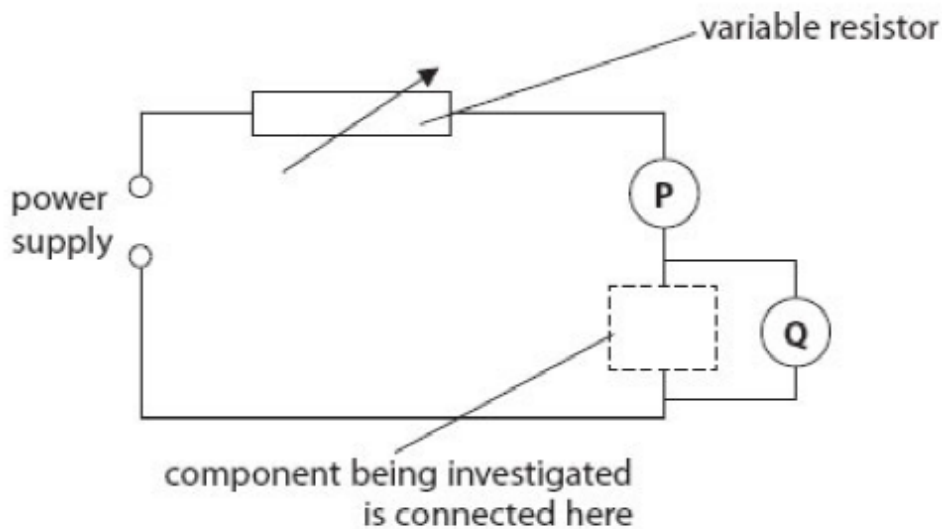 variable resistor
power
supply
P
Q
component being investigated
is connected here